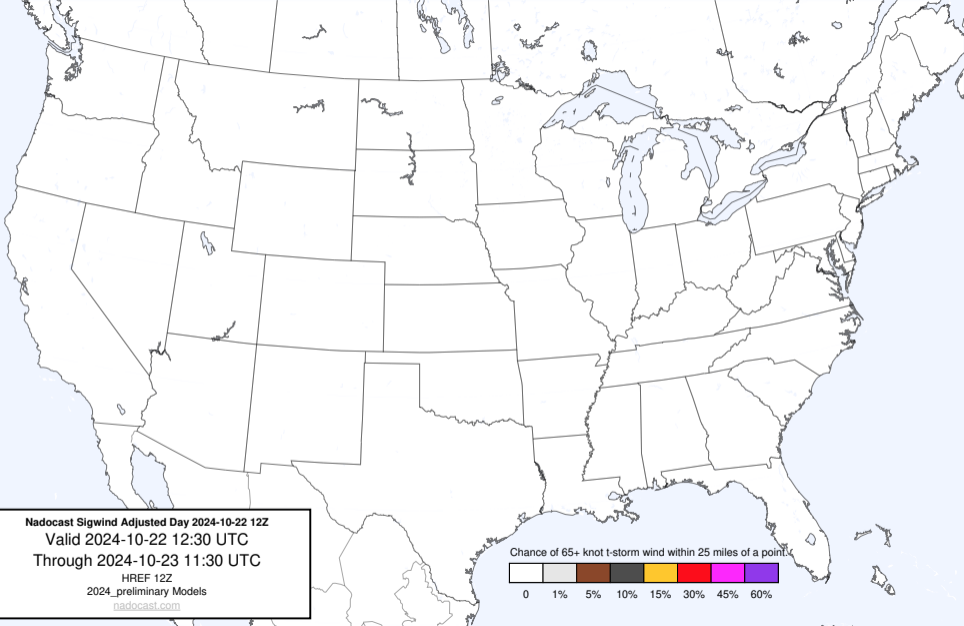 Nadocast Sigwind Adjusted Day 2024-10-22 12Z
Valid 2024-10-22 12:30 UTC
Through 2024-10-23 11:30 UTC
HREF 12Z
2024_preliminary Models
nadocast.com
Chance of 65+ knot t-storm wind within 25 miles of a point.
0 1% 5% 10% 15% 30% 45% 60%